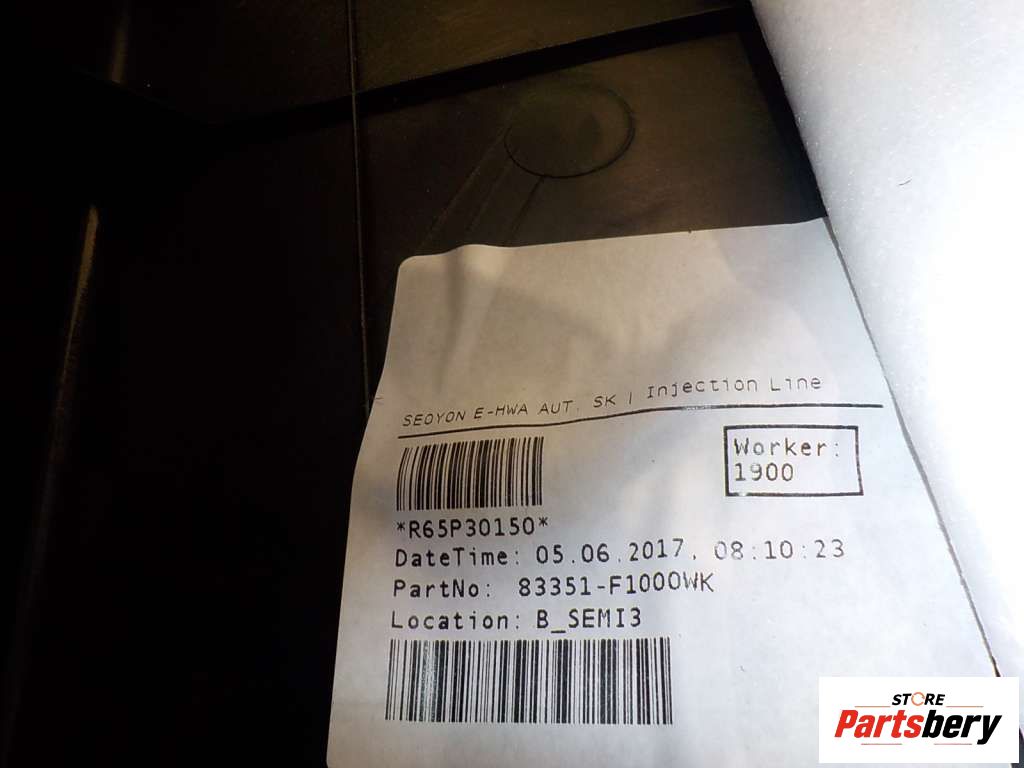 SEOYON E-HWA AUT. SK | Injection Line
Worker:
1900
*R65P30150*
DateTime: 05.06.2017, 08:10:23
PartNo: 83351-F1000WK
Location: B_SEMI3
STORE
Partsbery